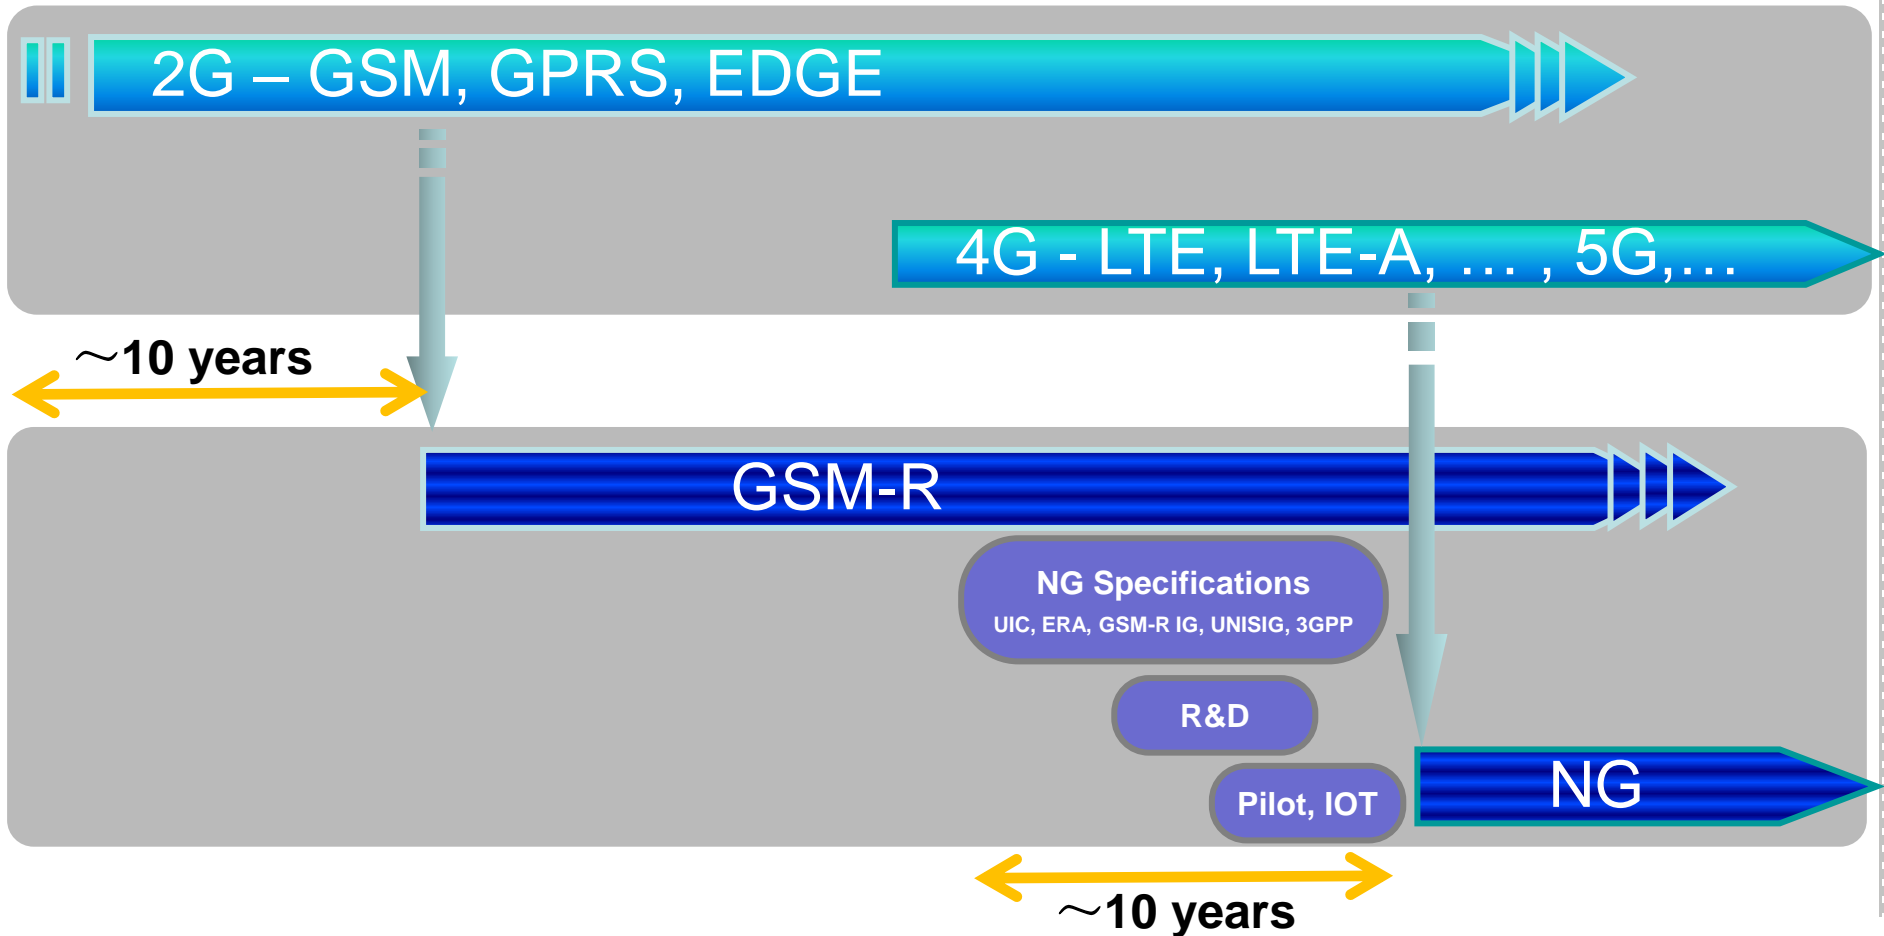 2G – GSM, GPRS, EDGE
4G - LTE, LTE-A, … , 5G,…
~10 years
GSM-R
NG Specifications
UIC, ERA, GSM-R IG, UNISIG, 3GPP
R&D
Pilot, IOT
NG
~10 years